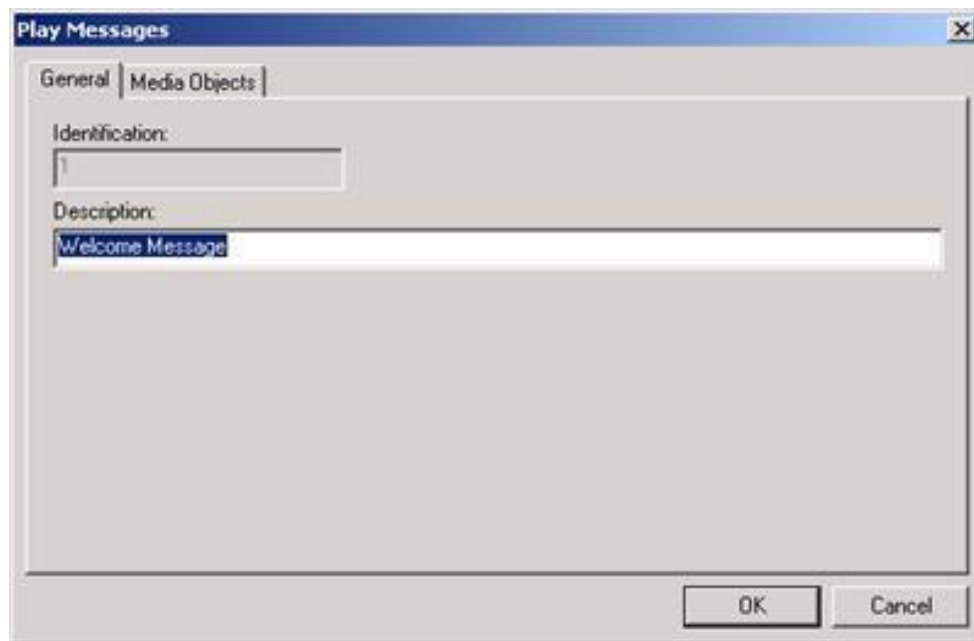 Play Messages
General Media Objects
Identification:
1
Description:
Welcome Message
OK Cancel